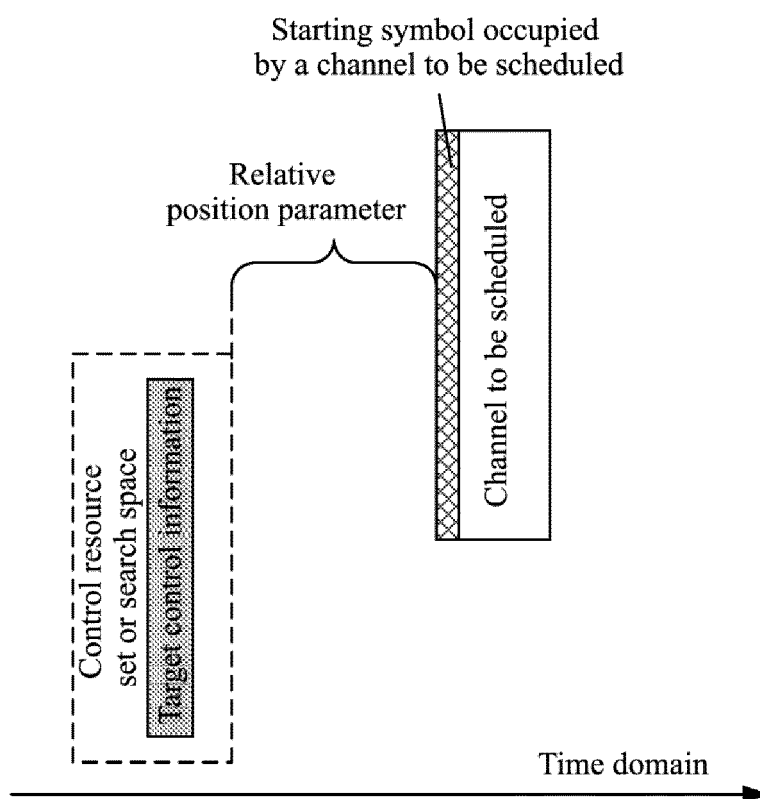 Starting symbol occupied
by a channel to be scheduled
Relative
position parameter
Channel to be scheduled
Control resource
set or search space
Target control information
Time domain